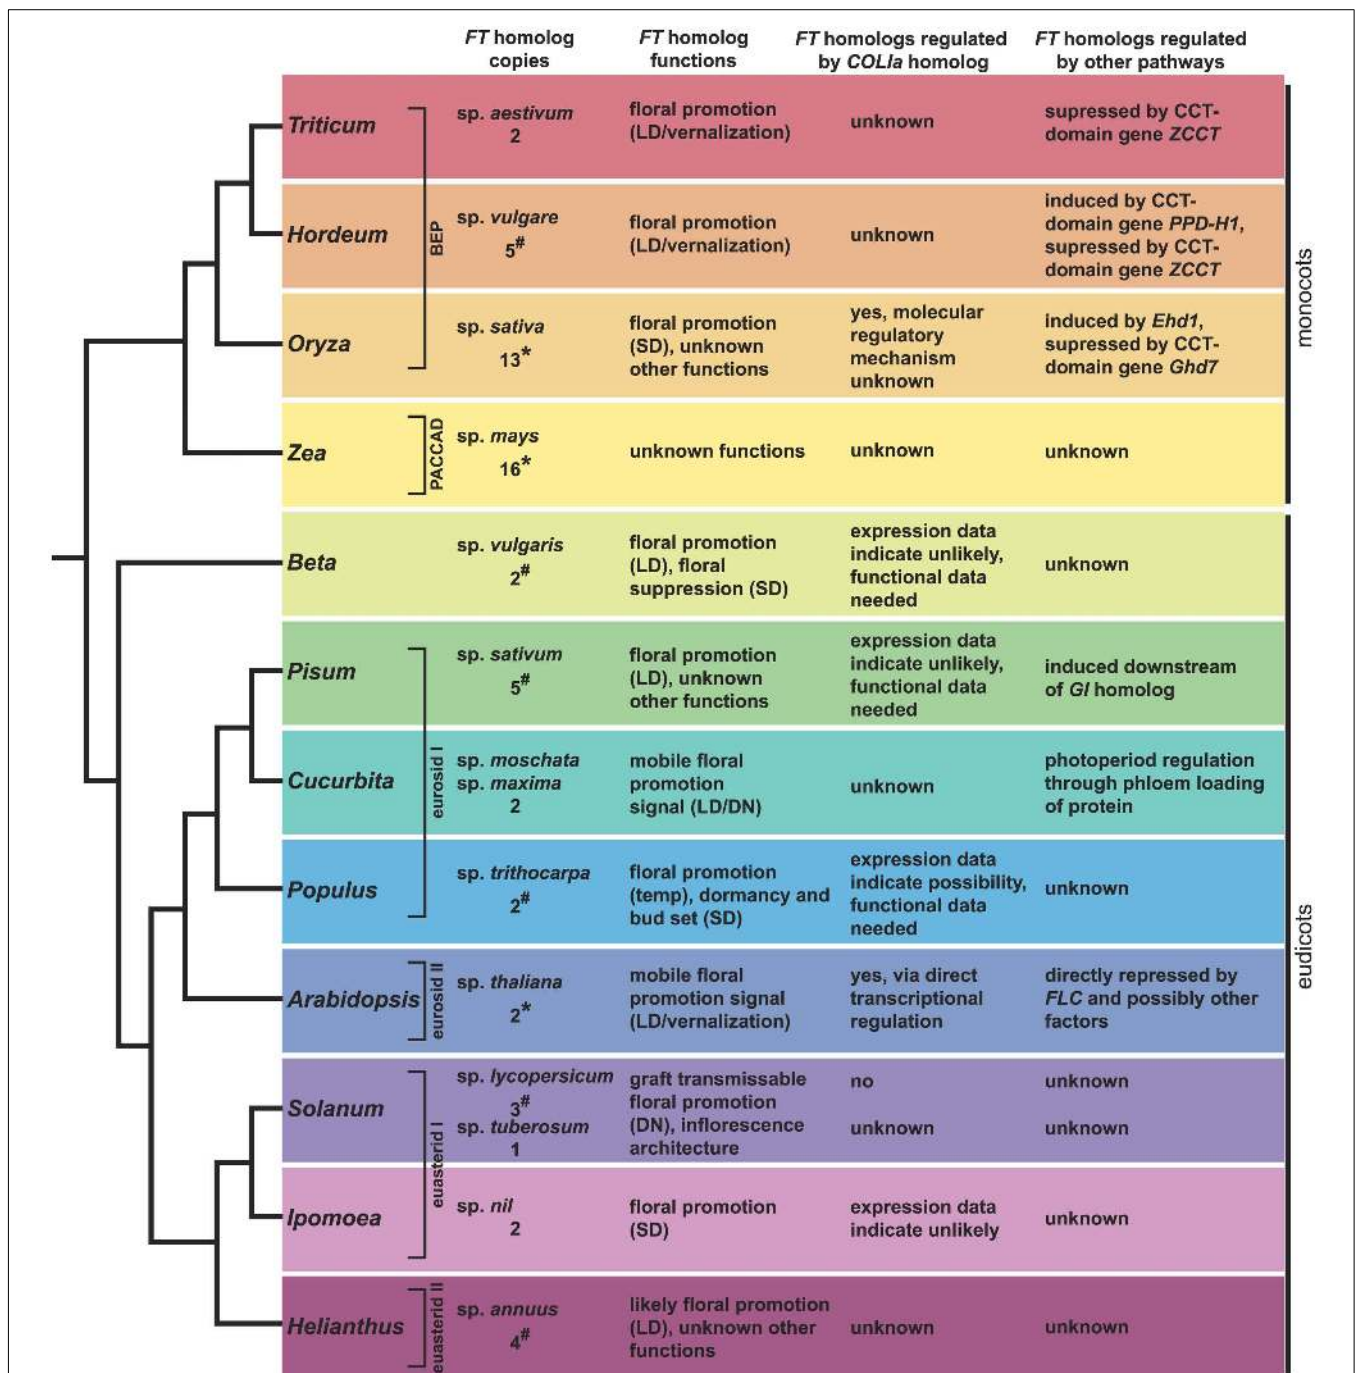 FT homolog
copies
FT homolog
functions
FT homologs regulated
by COLIa homolog
FT homologs regulated
by other pathways
Triticum
sp. aestivum
2
floral promotion
(LD/vernalization)
unknown
supressed by CCT-
domain gene ZCCT
Hordeum
BEP
sp. vulgare
5#
floral promotion
(LD/vernalization)
unknown
induced by CCT-
domain gene PPD-H1,
supressed by CCT-
domain gene ZCCT
Oryza
sp. sativa
13*
floral promotion
(SD), unknown
other functions
yes, molecular
regulatory
mechanism
unknown
induced by Ehd1,
supressed by CCT-
domain gene Ghd7
monocots
Zea
PACCAD
sp. mays
16*
unknown functions
unknown
unknown
Beta
sp. vulgaris
2#
floral promotion
(LD), floral
suppression (SD)
expression data
indicate unlikely,
functional data
needed
unknown
Pisum
sp. sativum
5#
floral promotion
(LD), unknown
other functions
expression data
indicate unlikely,
functional data
needed
induced downstream
of GI homolog
Cucurbita
eurosid I
sp. moschata
sp. maxima
2
mobile floral
promotion
signal (LD/DN)
unknown
photoperiod regulation
through phloem loading
of protein
Populus
sp. trithocarpa
2#
floral promotion
(temp), dormancy and
bud set (SD)
expression data
indicate possibility,
functional data
needed
unknown
eudicots
Arabidopsis
eurosid II
sp. thaliana
2*
mobile floral
promotion signal
(LD/vernalization)
yes, via direct
transcriptional
regulation
directly repressed by
FLC and possibly other
factors
Solanum
sp. lycopersicum
3#
sp. tuberosum
1
graft transmissable
floral promotion
(DN), inflorescence
architecture
no
unknown
unknown
unknown
euasterid I
Ipomoea
sp. nil
2
floral promotion
(SD)
expression data
indicate unlikely
unknown
Helianthus
euasterid II
sp. annuus
4#
likely floral promotion
(LD), unknown other
functions
unknown
unknown